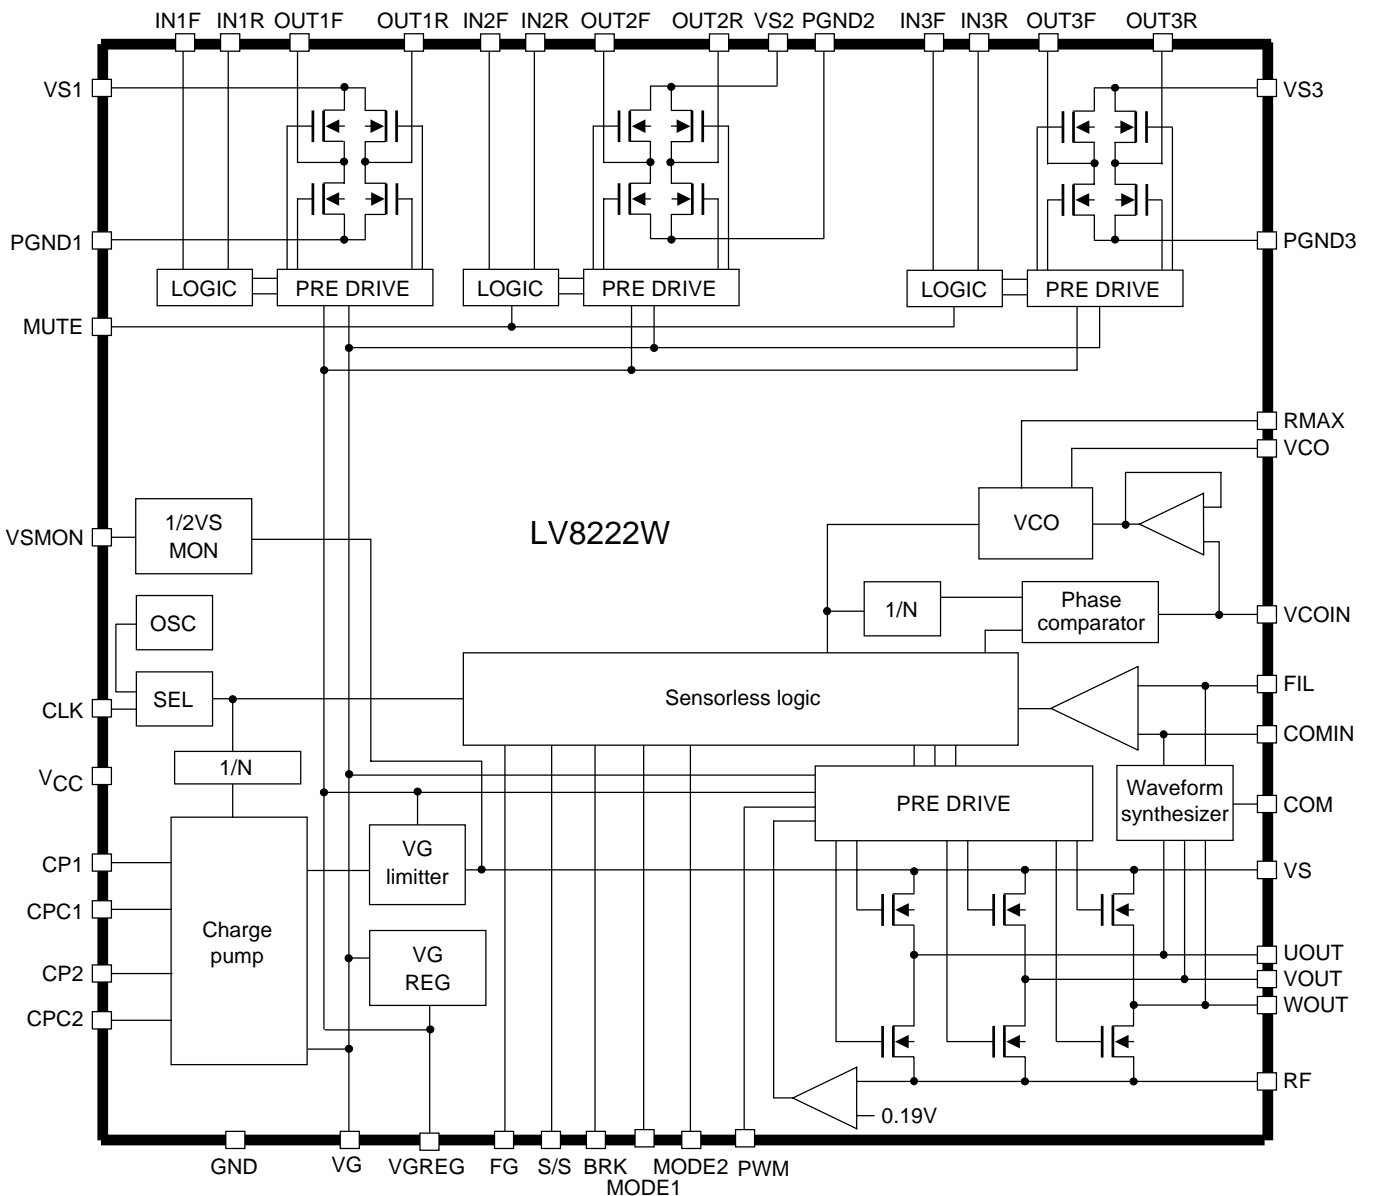 IN1F IN1R OUT1F OUT1R IN2F IN2R OUT2F OUT2R VS2 PGND2 IN3F IN3R OUT3F OUT3R
VS1
VS3
PGND1
PGND3
LOGIC PRE DRIVE LOGIC PRE DRIVE LOGIC PRE DRIVE
MUTE
RMAX
VCO
VSMON
1/2VS
MON
LV8222W
VCO
OSC
1/N
Phase
comparator
VCOIN
SEL
CLK
Sensorless logic
FIL
COMIN
1/N
VCC
PRE DRIVE
Waveform
synthesizer
COM
CP1
VG
limitter
VS
CPC1
Charge
pump
CP2
VG
REG
UOUT
VOUT
WOUT
CPC2
RF
0.19V
GND VG VGREG FG S/S BRK MODE1 MODE2 PWM